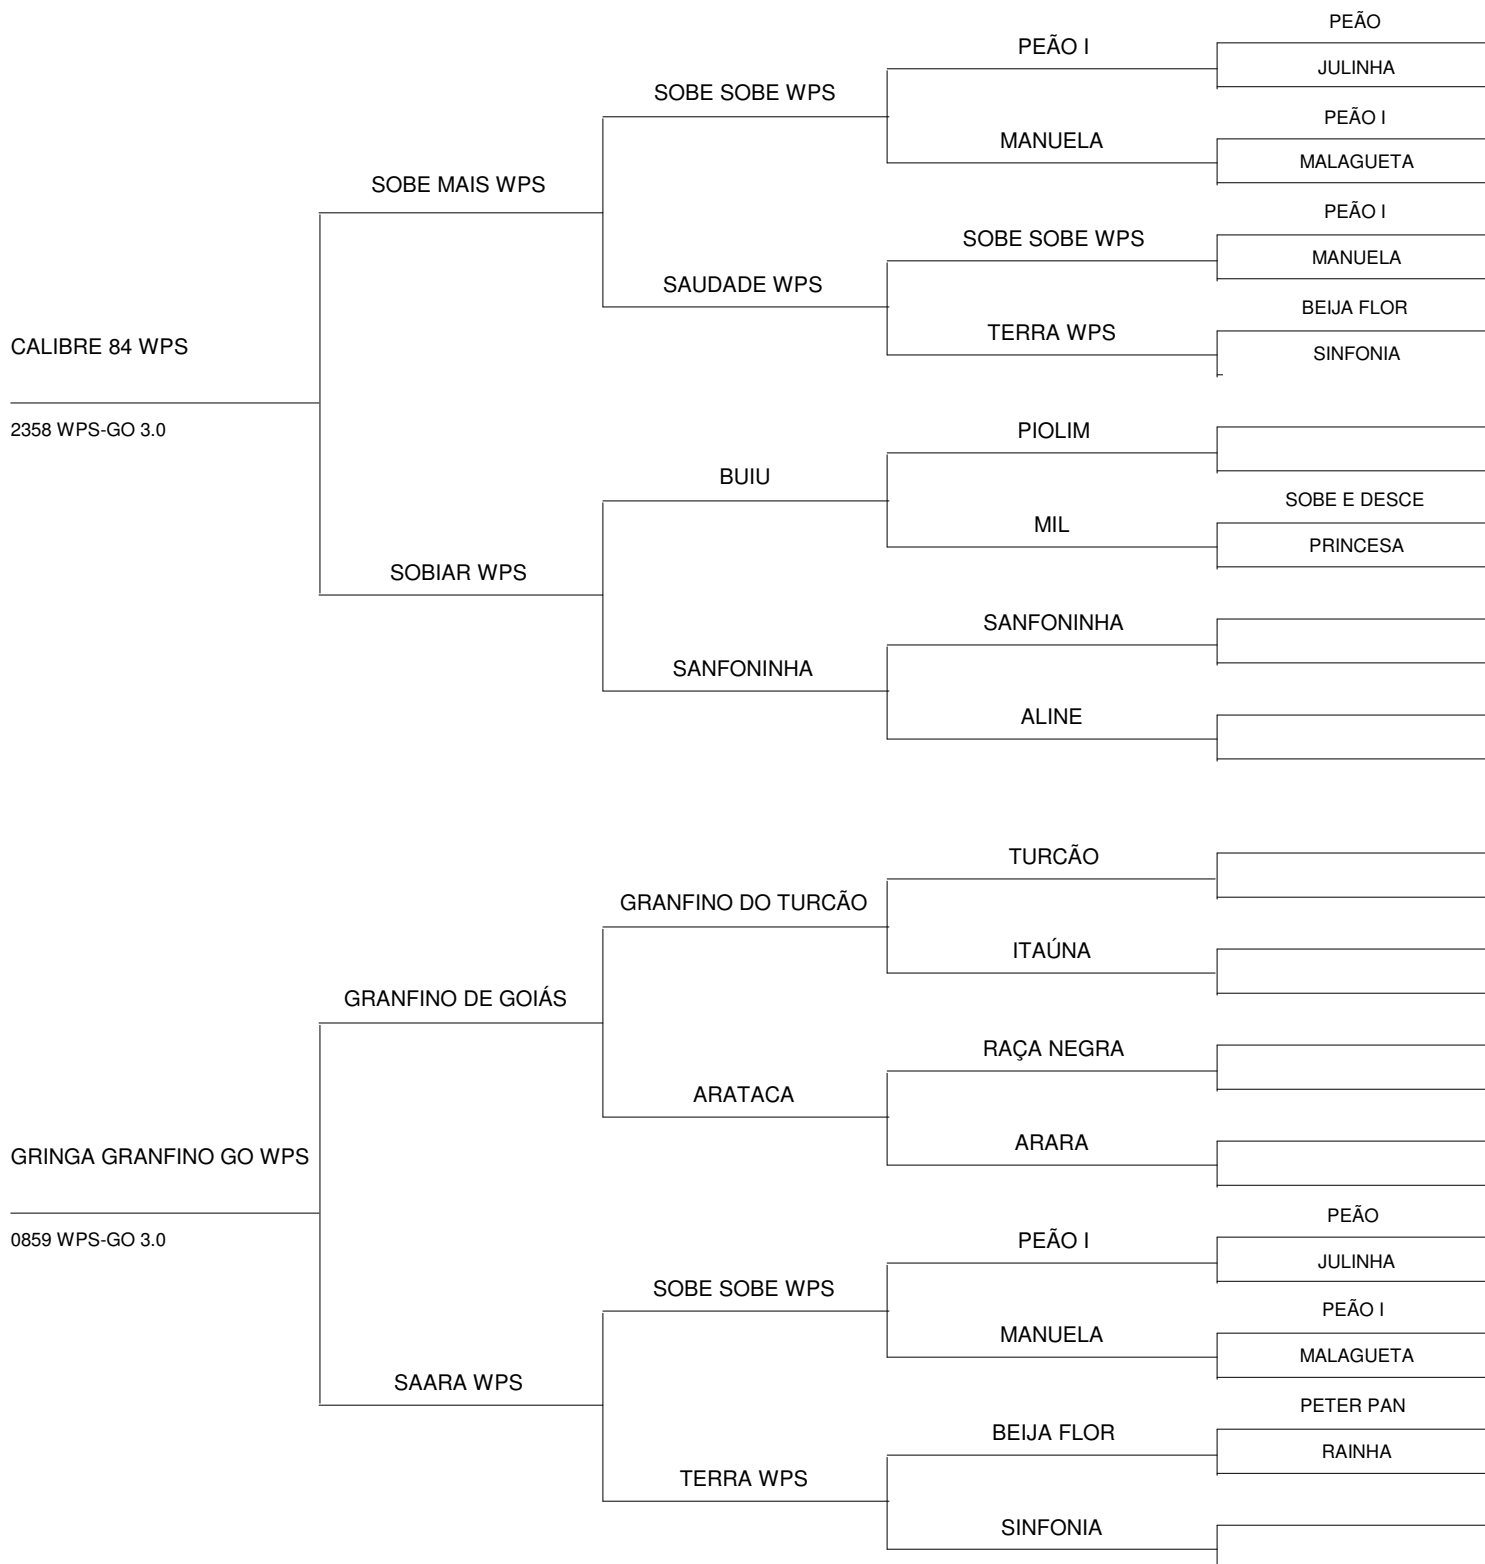 PEÃO
PEÃO I
JULINHA
SOBE SOBE WPS
PEÃO I
MANUELA
MALAGUETA
SOBE MAIS WPS
PEÃO I
SOBE SOBE WPS
MANUELA
SAUDADE WPS
BEIJA FLOR
TERRA WPS
CALIBRE 84 WPS
SINFONIA
2358 WPS-GO 3.0
PIOLIM
BUIU
SOBE E DESCE
MIL
PRINCESA
SOBIAR WPS
SANFONINHA
SANFONINHA
ALINE
TURCÃO
GRANFINO DO TURCÃO
ITAÚNA
GRANFINO DE GOIÁS
RAÇA NEGRA
ARATACA
ARARA
GRINGA GRANFINO GO WPS
PEÃO
0859 WPS-GO 3.0
PEÃO I
JULINHA
SOBE SOBE WPS
PEÃO I
MANUELA
MALAGUETA
SAARA WPS
PETER PAN
BEIJA FLOR
RAINHA
TERRA WPS
SINFONIA